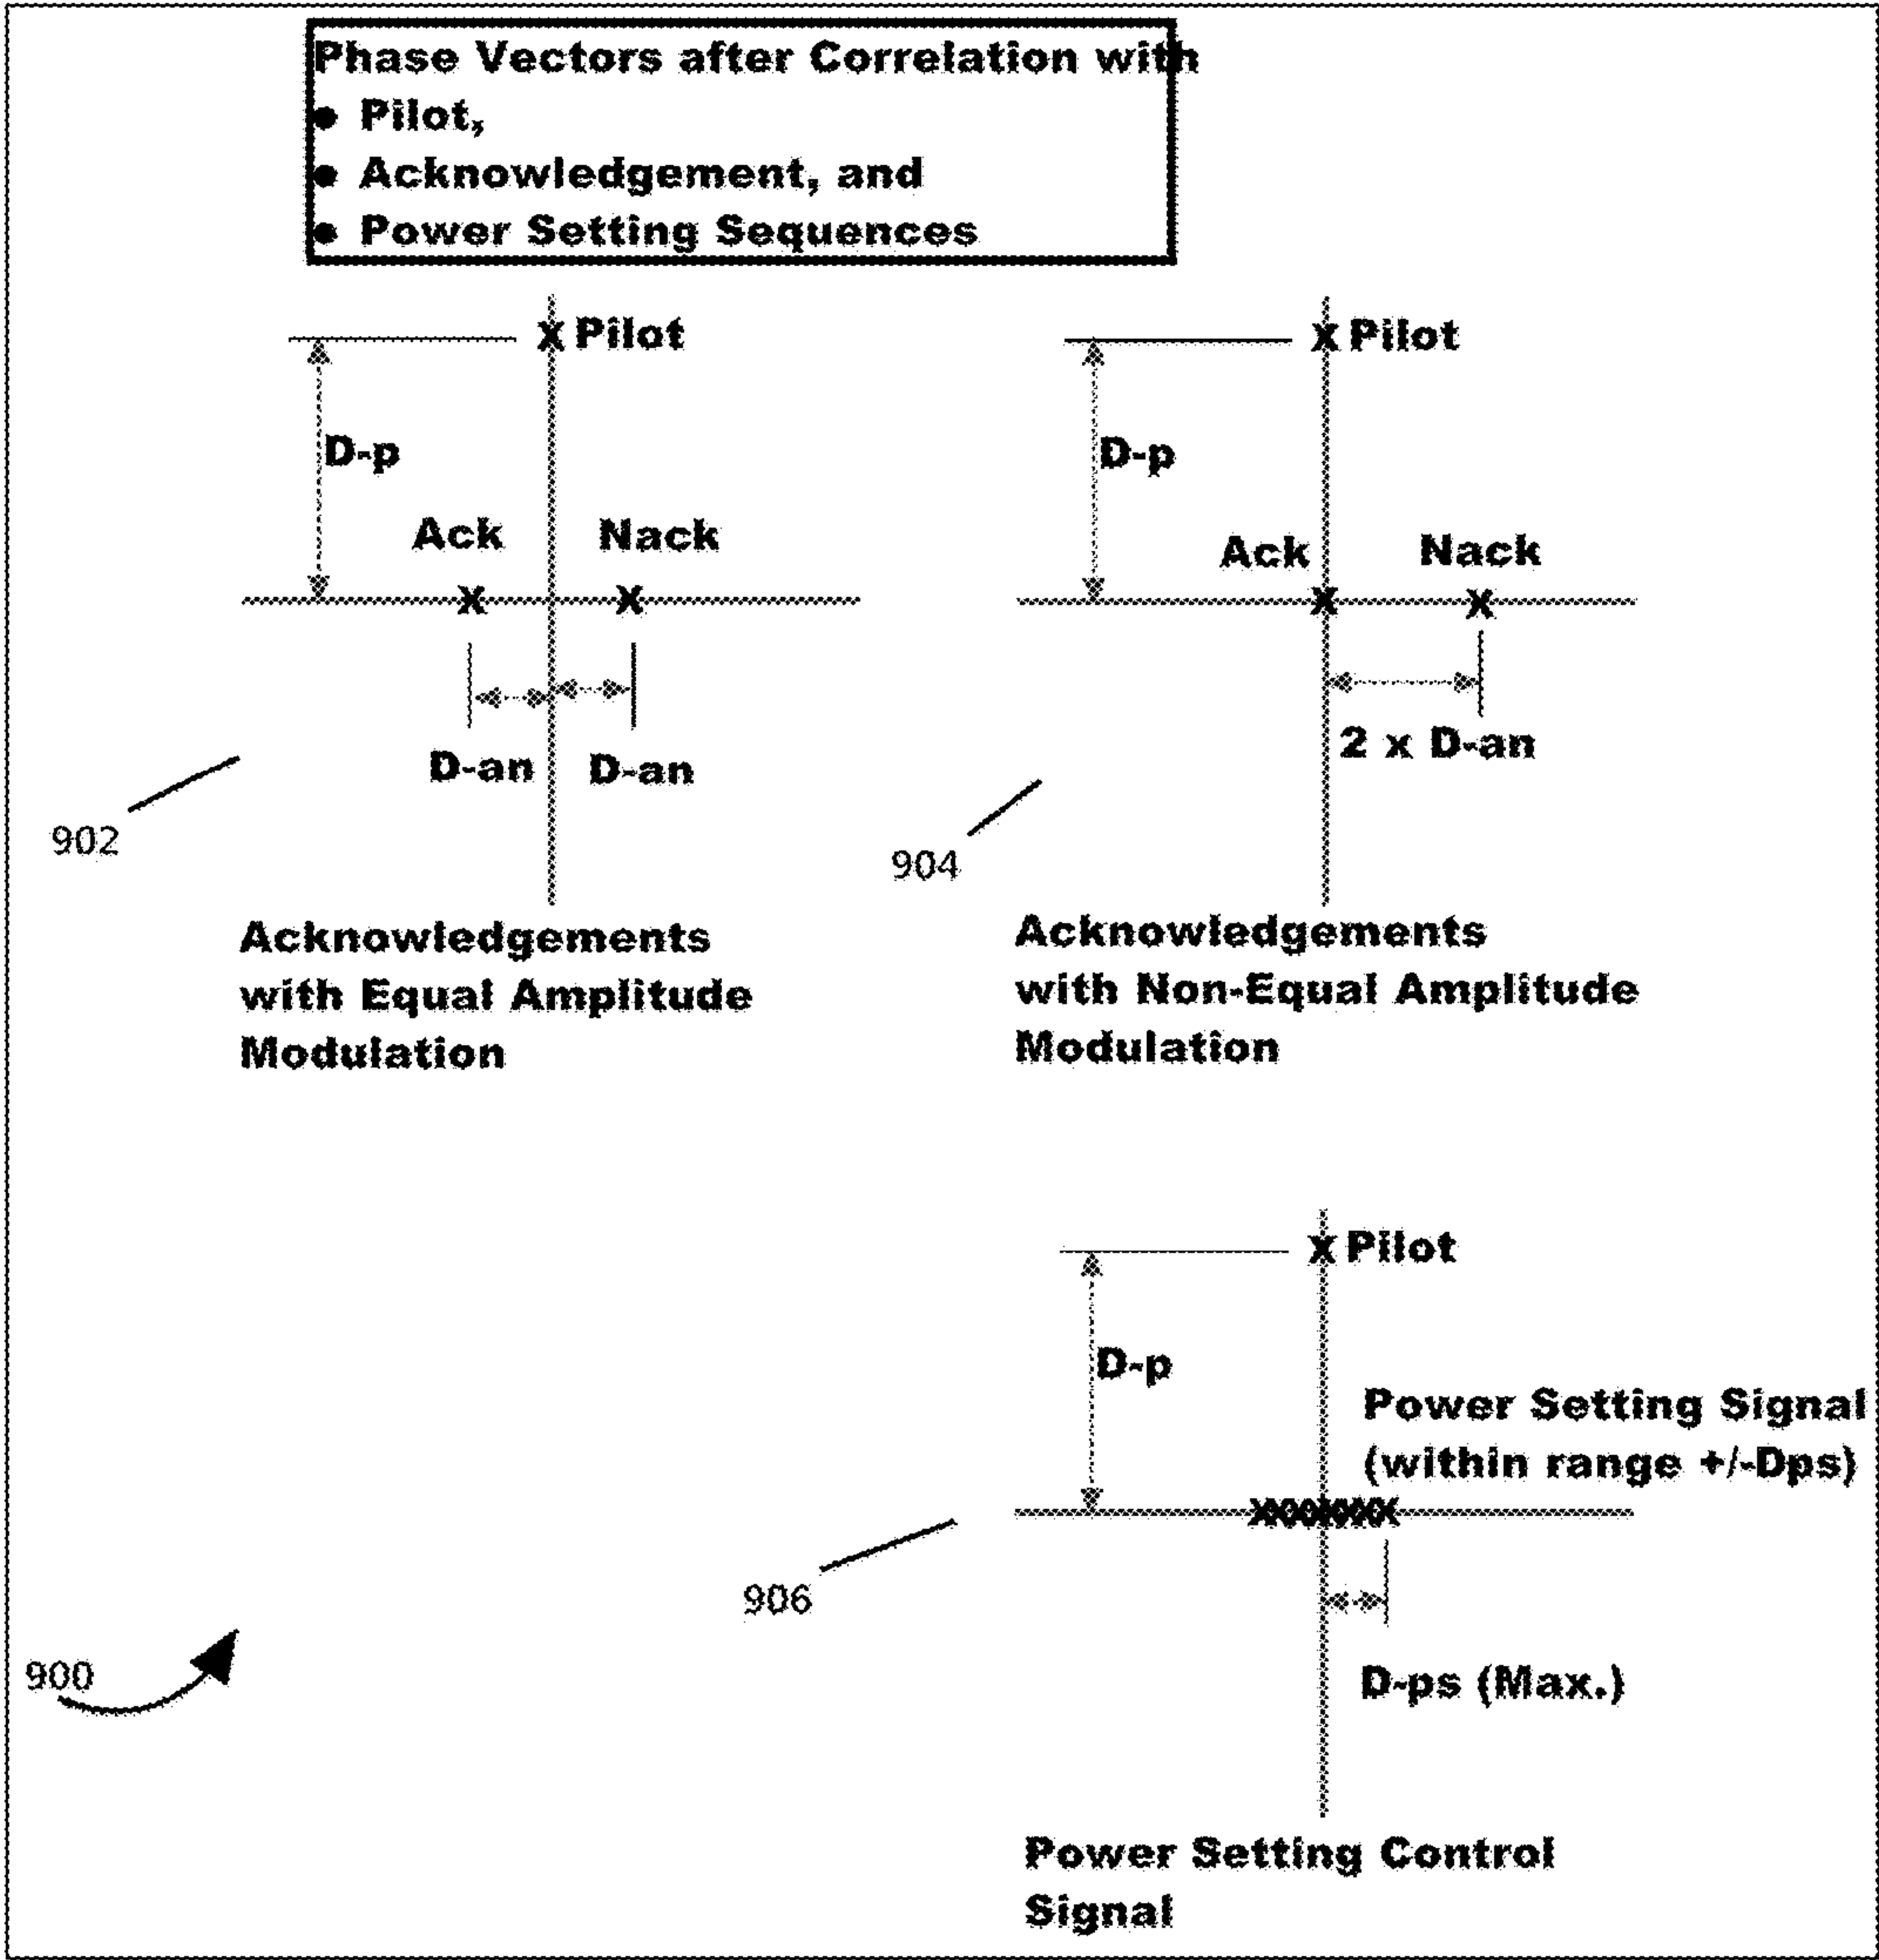 Phase Vectors after Correlation with
• Pilot,
• Acknowledgement, and
• Power Setting Sequences
x Pilot
D-p
Ack Nack
x x
D-an D-an
902
Acknowledgements
with Equal Amplitude
Modulation
x Pilot
D-p
Ack Nack
x x
2 x D-an
904
Acknowledgements
with Non-Equal Amplitude
Modulation
x Pilot
D-p
Power Setting Signal
(within range +/-Dps)
D-ps (Max.)
906
900
Power Setting Control
Signal